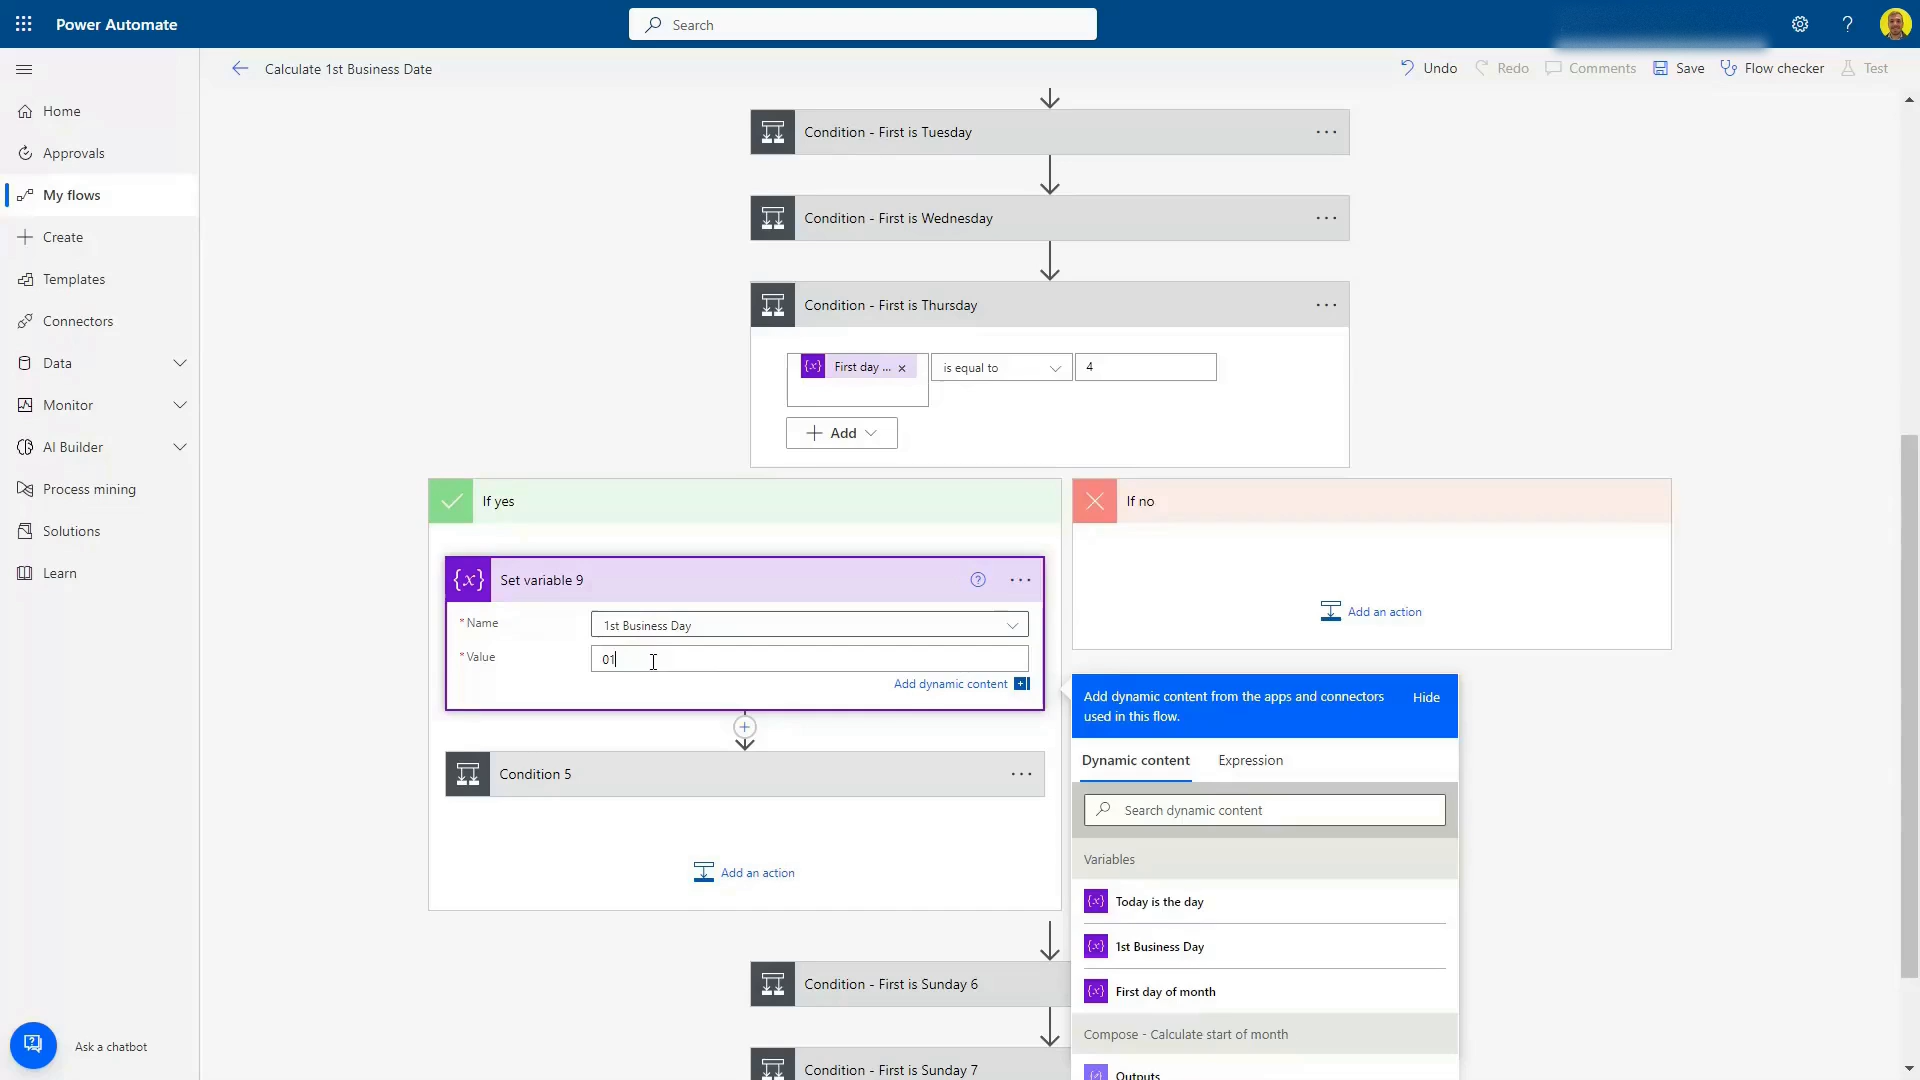 Power Automate
Search
Calculate 1st Business Date
Undo
Redo
Comments
Save
Flow checker
Test
Home
Approvals
My flows
Create
Templates
Connectors
Data
Monitor
AI Builder
Process mining
Solutions
Learn
Ask a chatbot
Condition - First is Tuesday
Condition - First is Wednesday
Condition - First is Thursday
{x} First day ... ×
is equal to
4
+ Add
If yes
If no
{x} Set variable 9
* Name
1st Business Day
* Value
01
Add dynamic content
Condition 5
Add an action
Add an action
Add dynamic content from the apps and connectors
used in this flow.
Hide
Dynamic content
Expression
Search dynamic content
Variables
{x} Today is the day
{x} 1st Business Day
{x} First day of month
Compose - Calculate start of month
Outputs
Condition - First is Sunday 6
Condition - First is Sunday 7